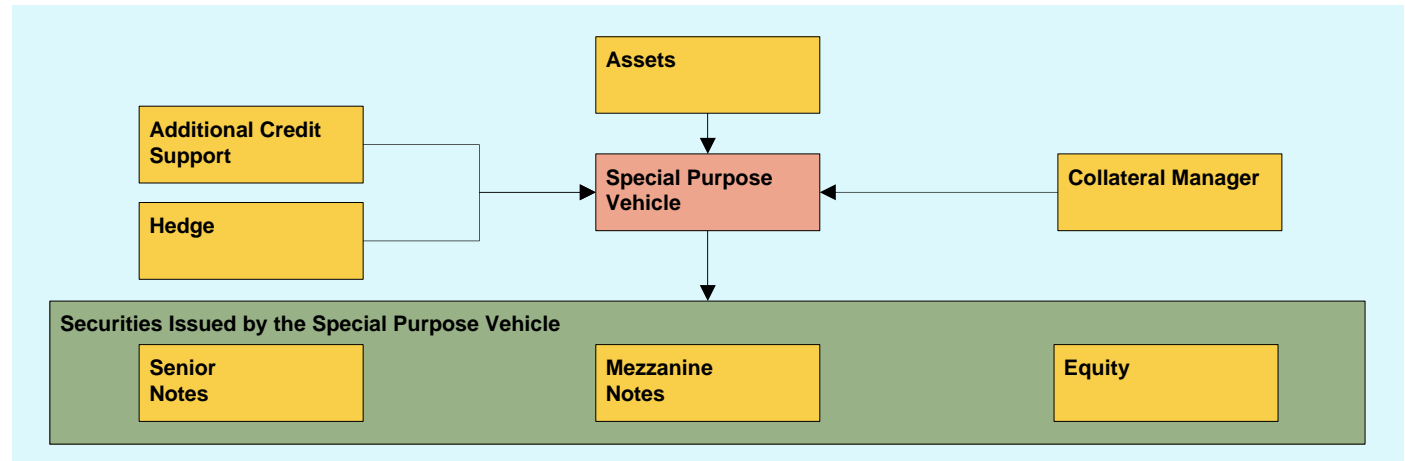 Assets
Additional Credit
Support
Special Purpose
Vehicle
Collateral Manager
Hedge
Securities Issued by the Special Purpose Vehicle
Senior
Notes
Mezzanine
Notes
Equity